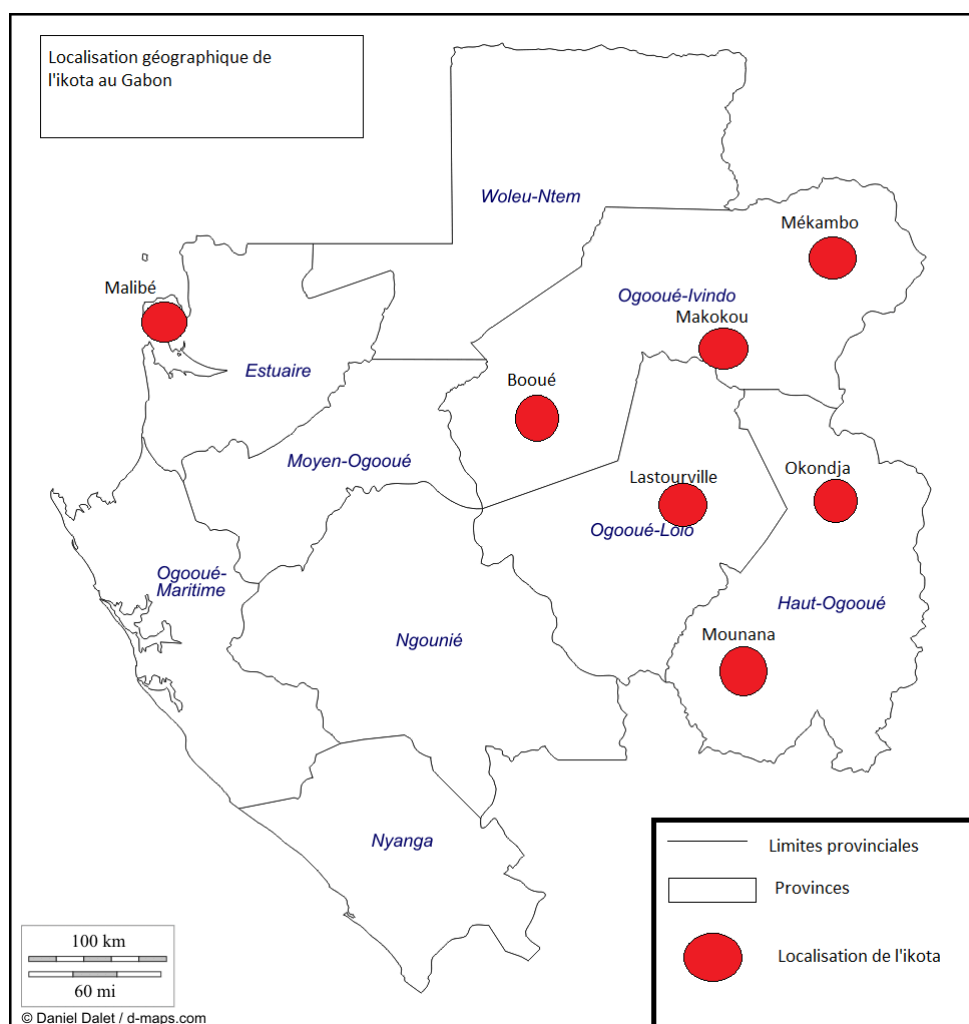 Localisation géographique de
l'ikota au Gabon
Woleu-Ntem
Mékambo
Malibé
Ogooué-Ivindo
Makokou
Estuaire
Booué
Moyen-Ogooué
Lastourville
Okondja
Ogooué-Lolo
Ogooué-
Maritime
Haut-Ogooué
Ngounié
Mounana
Nyanga
Limites provinciales
Provinces
Localisation de l'ikota
100 km
60 mi
© Daniel Dalet / d-maps.com